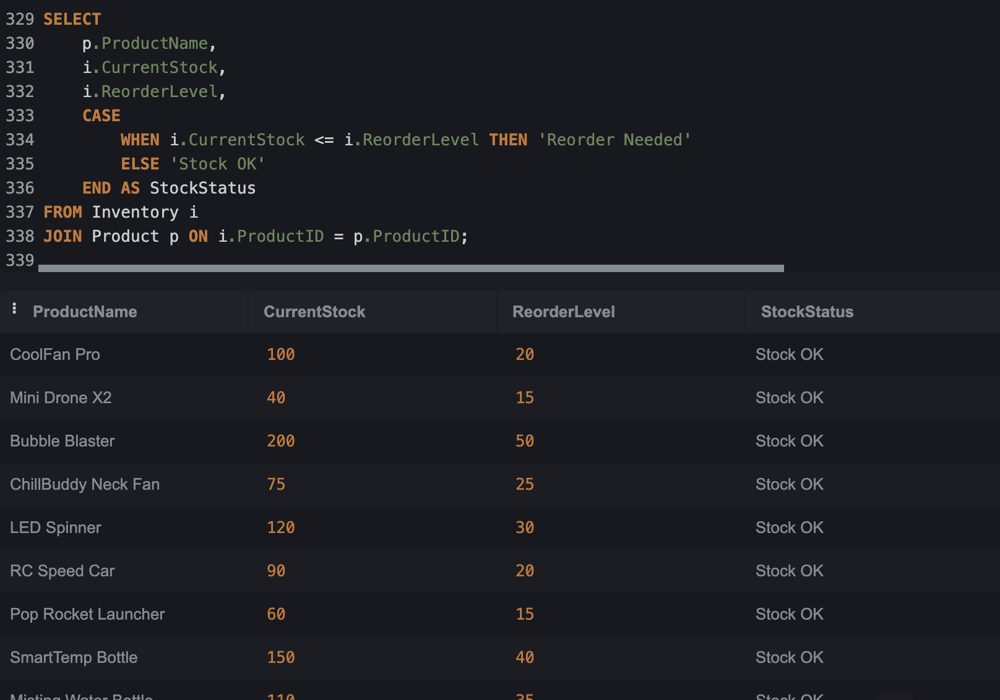 329 SELECT
330     p.ProductName,
331     i.CurrentStock,
332     i.ReorderLevel,
333     CASE
334         WHEN i.CurrentStock <= i.ReorderLevel THEN 'Reorder Needed'
335         ELSE 'Stock OK'
336     END AS StockStatus
337 FROM Inventory i
338 JOIN Product p ON i.ProductID = p.ProductID;
339
ProductName CurrentStock ReorderLevel StockStatus
CoolFan Pro 100 20 Stock OK
Mini Drone X2 40 15 Stock OK
Bubble Blaster 200 50 Stock OK
ChillBuddy Neck Fan 75 25 Stock OK
LED Spinner 120 30 Stock OK
RC Speed Car 90 20 Stock OK
Pop Rocket Launcher 60 15 Stock OK
SmartTemp Bottle 150 40 Stock OK
Misting Water Bottle 110 35 Stock OK